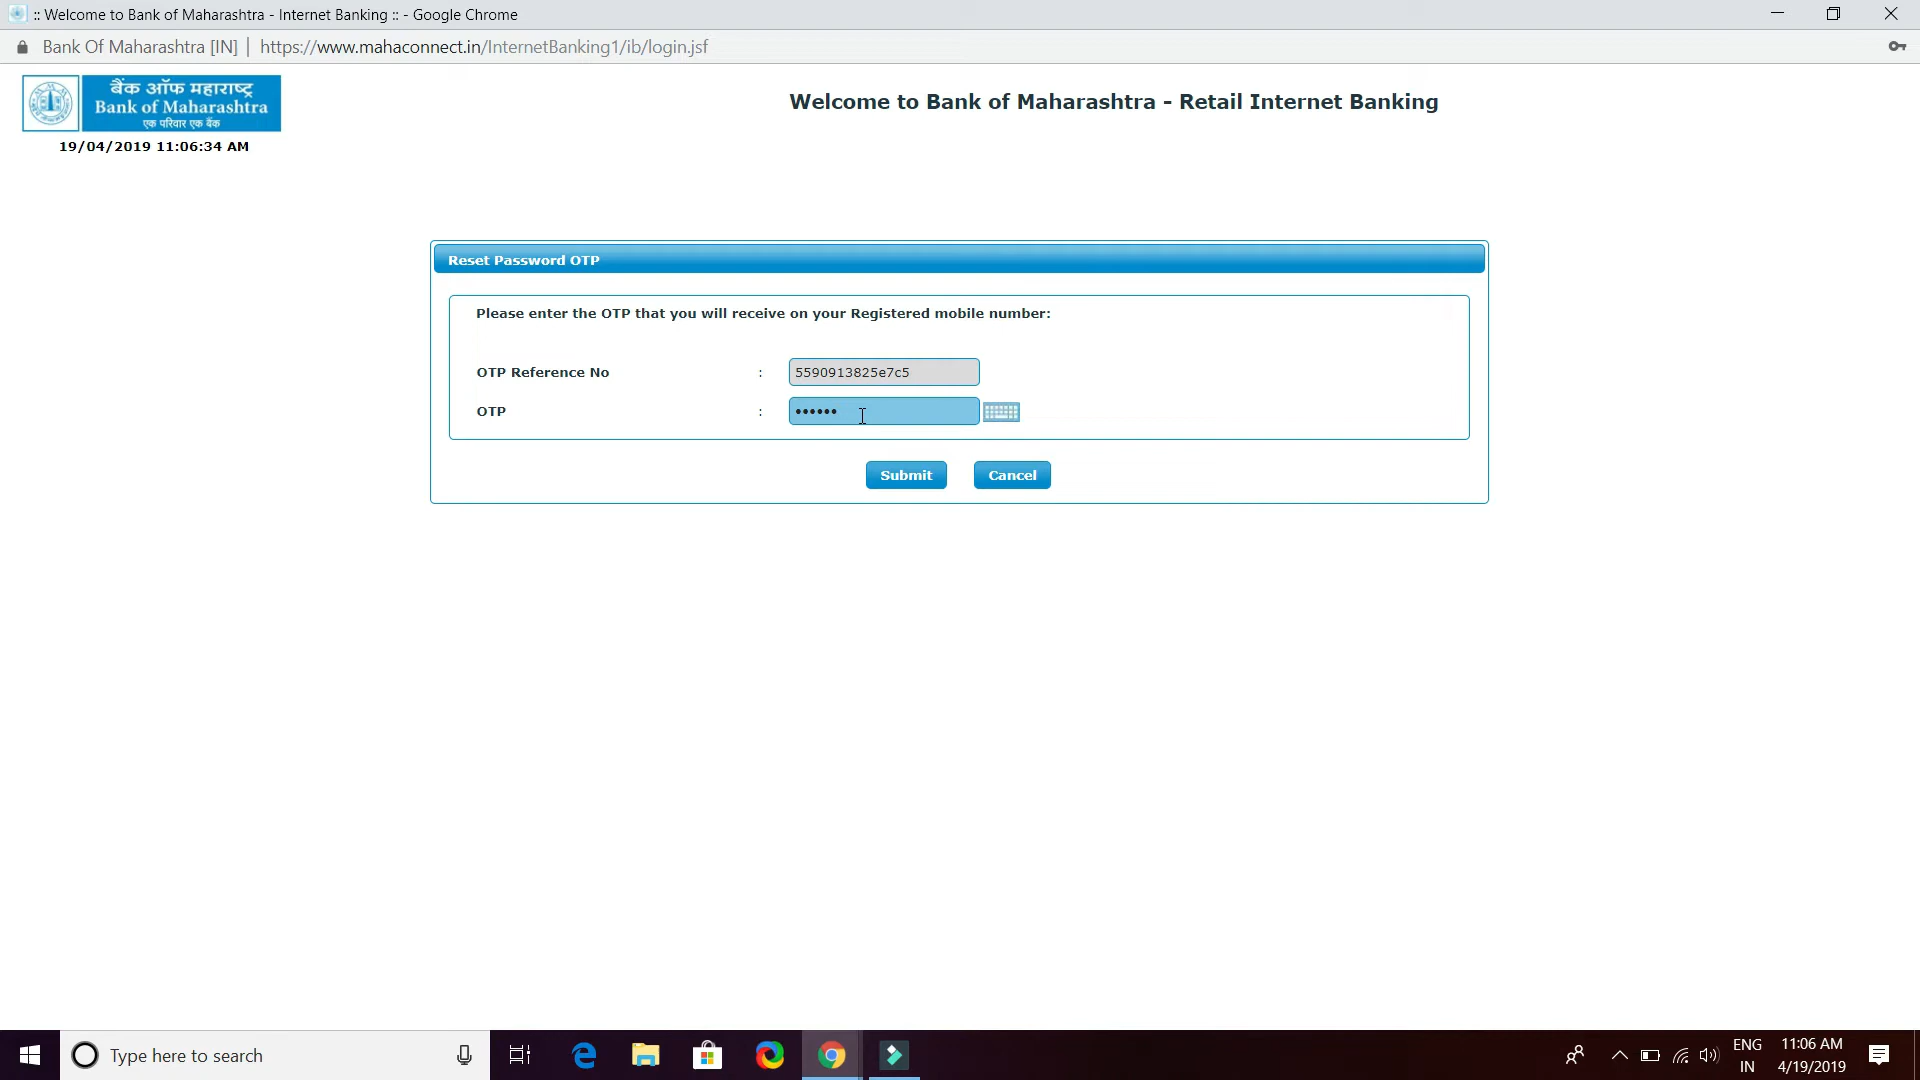 :: Welcome to Bank of Maharashtra - Internet Banking :: - Google Chrome
Bank Of Maharashtra [IN] | https://www.mahaconnect.in/InternetBanking1/ib/login.jsf
बैंक ऑफ महाराष्ट्र
Bank of Maharashtra
एक परिवार एक बैंक
19/04/2019 11:06:34 AM
Welcome to Bank of Maharashtra - Retail Internet Banking
Reset Password OTP
Please enter the OTP that you will receive on your Registered mobile number:
OTP Reference No : 5590913825e7c5
OTP : ••••••
Submit Cancel
Type here to search
ENG
IN
11:06 AM
4/19/2019